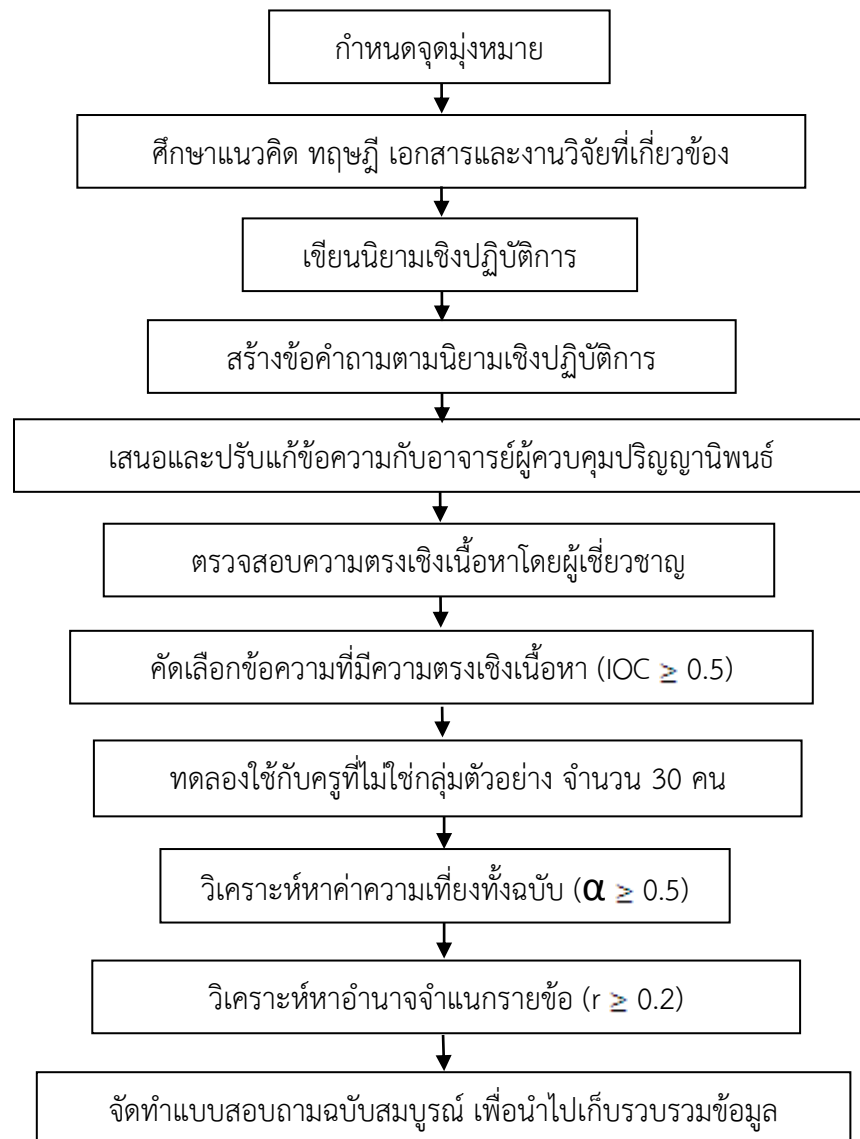 กำหนดจุดมุ่งหมาย
ศึกษาแนวคิด ทฤษฎี เอกสารและงานวิจัยที่เกี่ยวข้อง
เขียนนิยามเชิงปฏิบัติการ
สร้างข้อคำถามตามนิยามเชิงปฏิบัติการ
เสนอและปรับแก้ข้อความกับอาจารย์ผู้ควบคุมปริญญานิพนธ์
ตรวจสอบความตรงเชิงเนื้อหาโดยผู้เชี่ยวชาญ
คัดเลือกข้อความที่มีความตรงเชิงเนื้อหา (IOC ≥ 0.5)
ทดลองใช้กับครูที่ไม่ใช่กลุ่มตัวอย่าง จำนวน 30 คน
วิเคราะห์หาค่าความเที่ยงทั้งฉบับ (α ≥ 0.5)
วิเคราะห์หาอำนาจจำแนกรายข้อ (r ≥ 0.2)
จัดทำแบบสอบถามฉบับสมบูรณ์ เพื่อนำไปเก็บรวบรวมข้อมูล